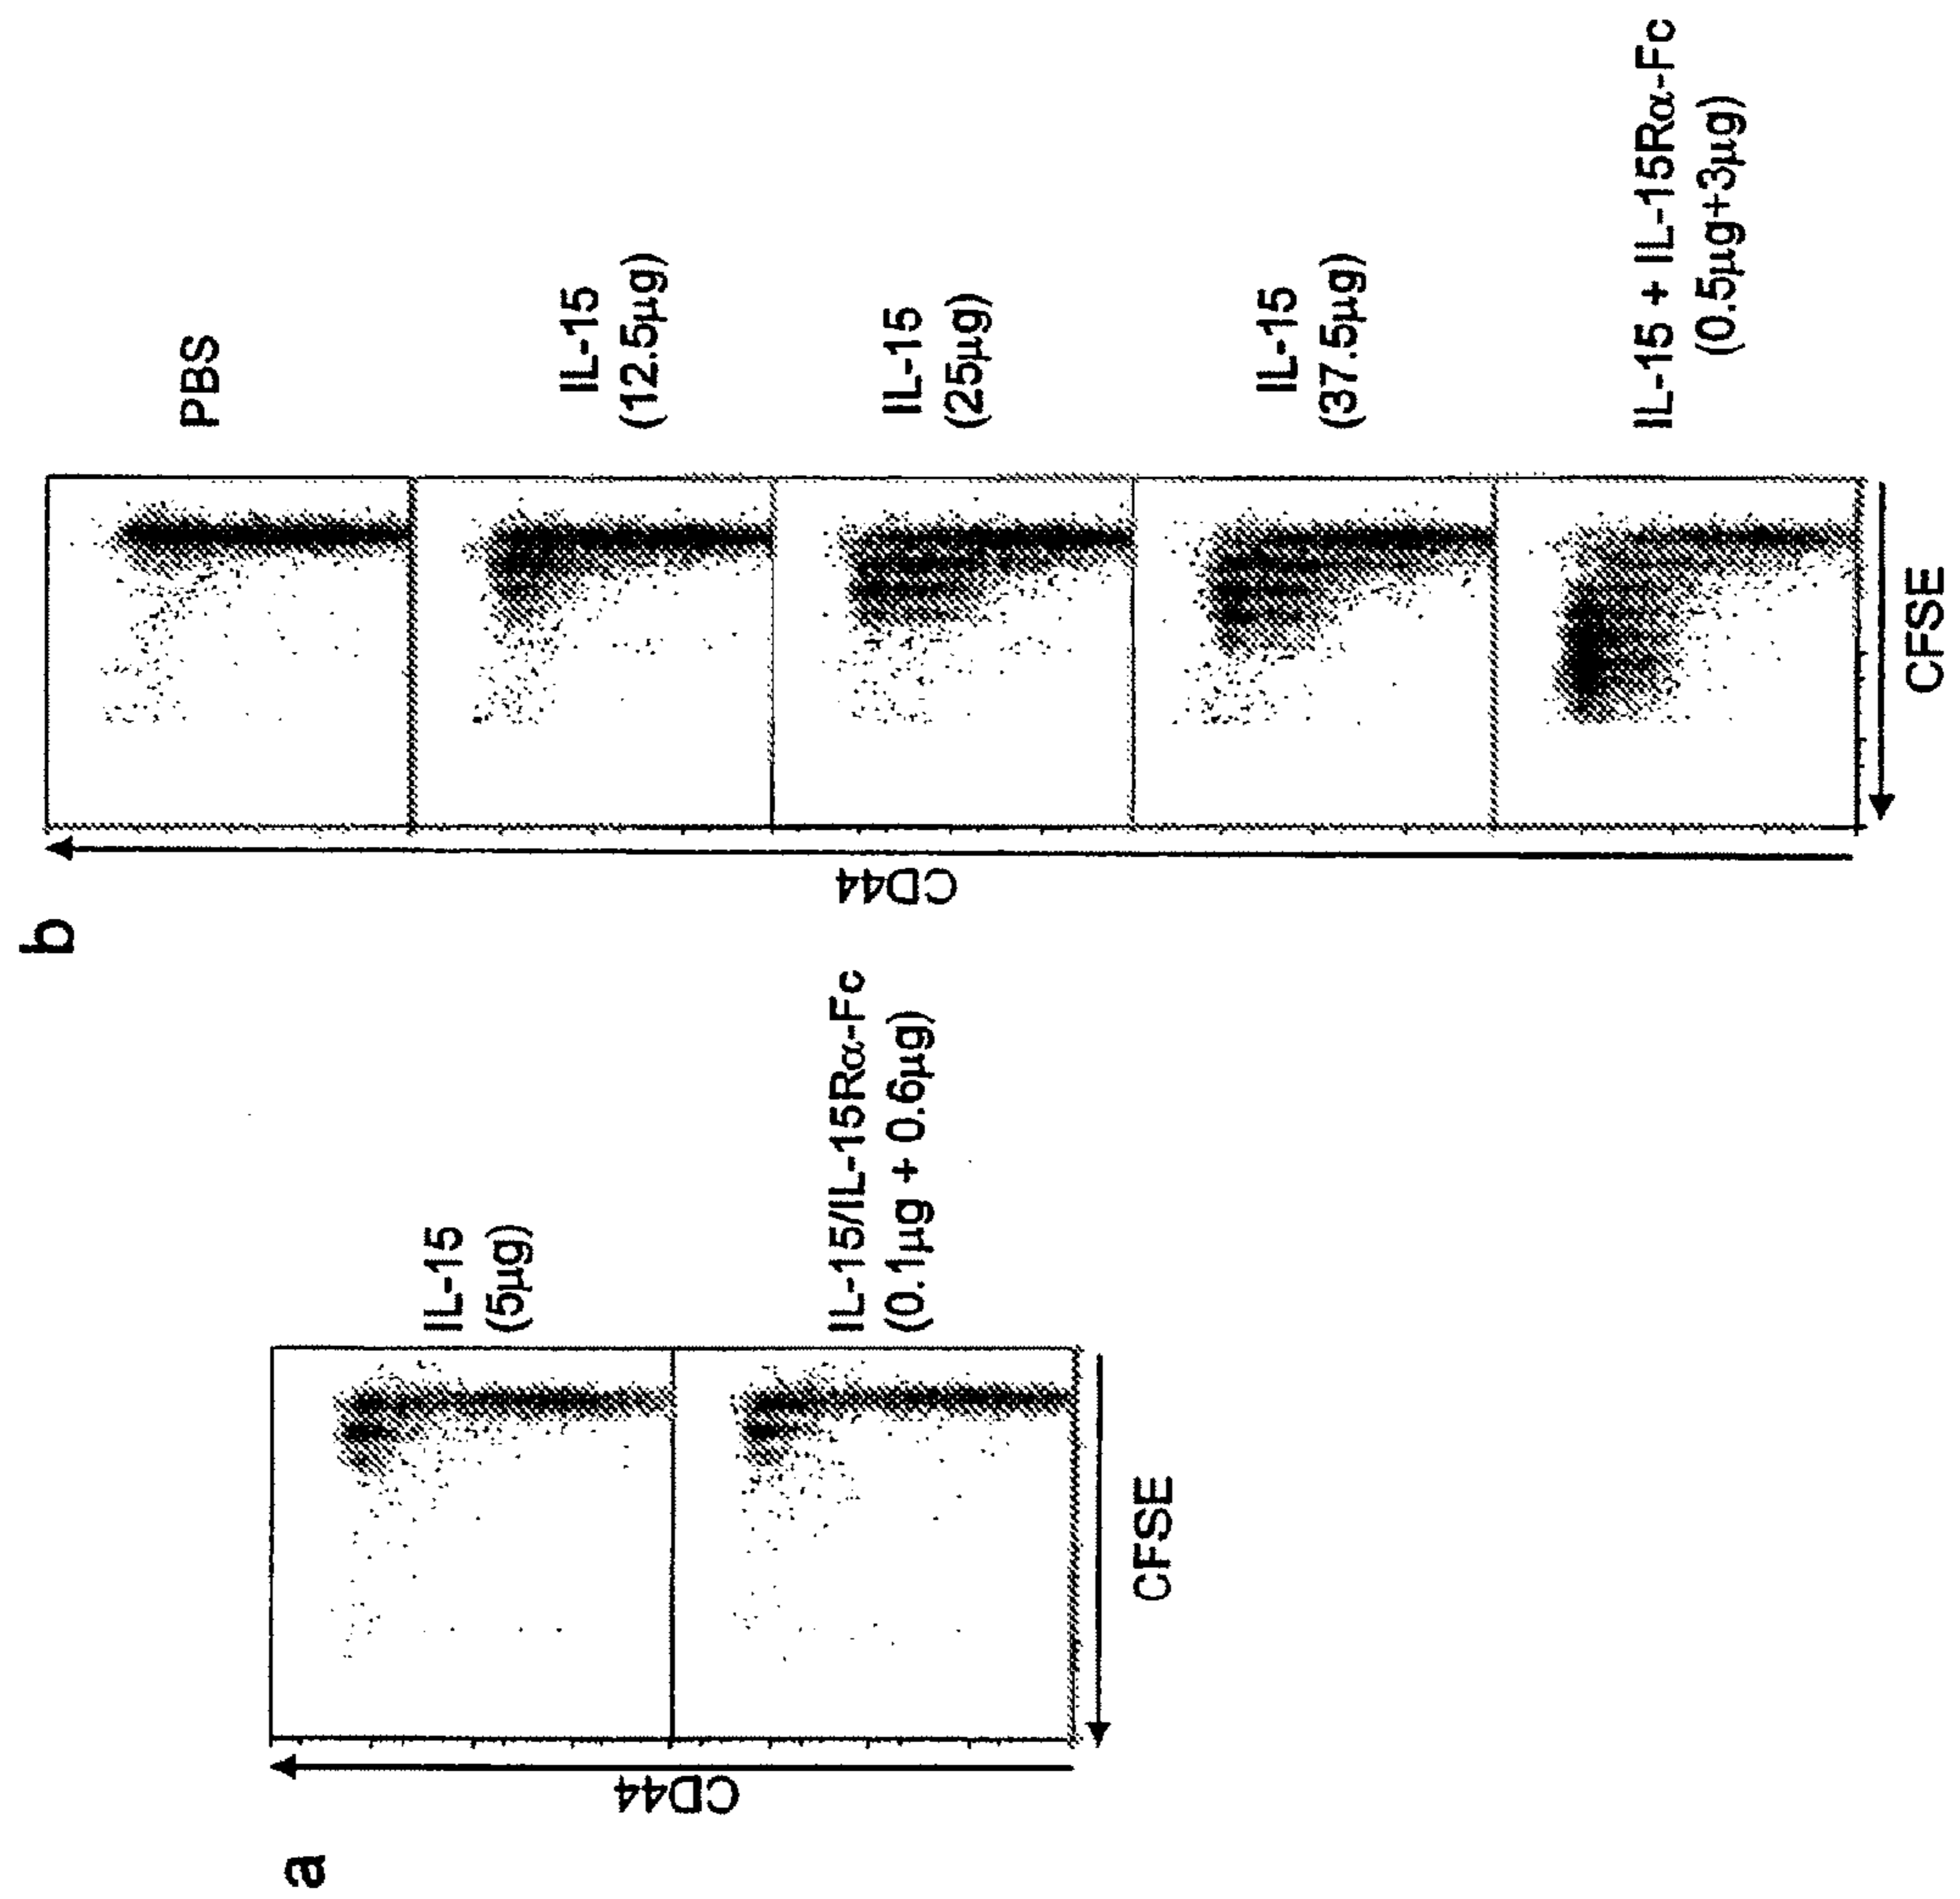 a
CD44
IL-15
(5µg)
IL-15/IL-15Rα-Fc
(0.1µg + 0.6µg)
CFSE
b
CD44
PBS
IL-15
(12.5µg)
IL-15
(25µg)
IL-15
(37.5µg)
IL-15 + IL-15Rα-Fc
(0.5µg+3µg)
CFSE